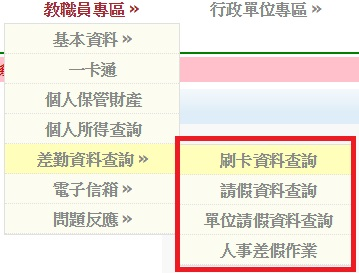 教職員專區 »
行政單位專區 »
基本資料 »
一卡通
個人保管財產
個人所得查詢
差勤資料查詢 »
電子信箱 »
問題反應 »
刷卡資料查詢
請假資料查詢
單位請假資料查詢
人事差假作業